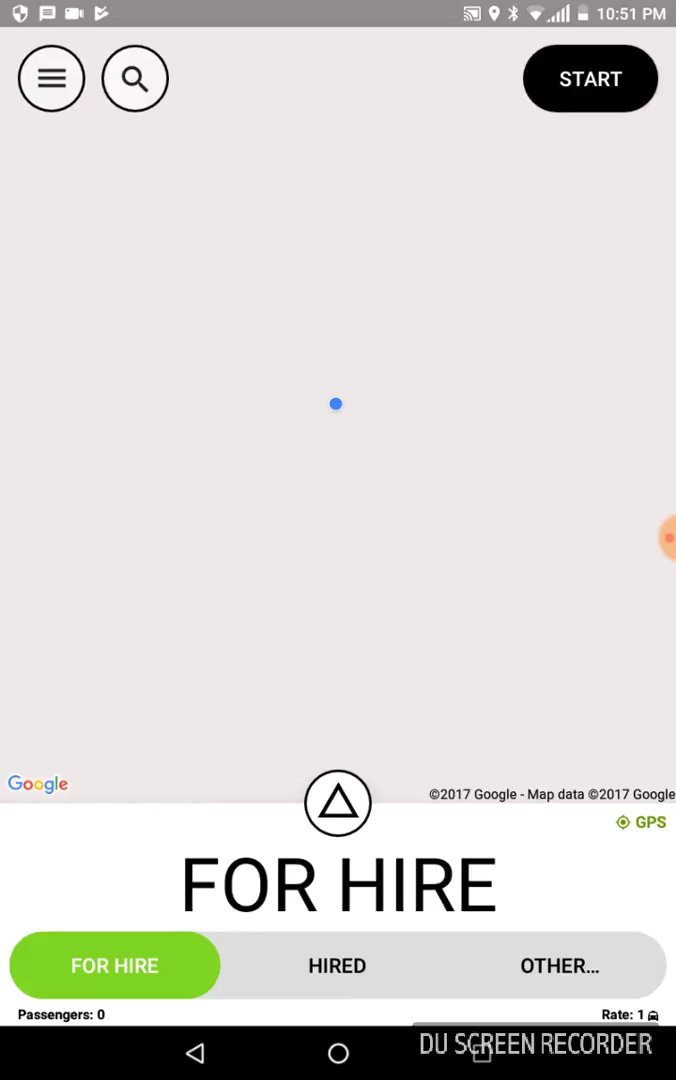 10:51 PM
START
Google
©2017 Google - Map data ©2017 Google
GPS
FOR HIRE
FOR HIRE
HIRED
OTHER...
Passengers: 0
Rate: 1
DU SCREEN RECORDER